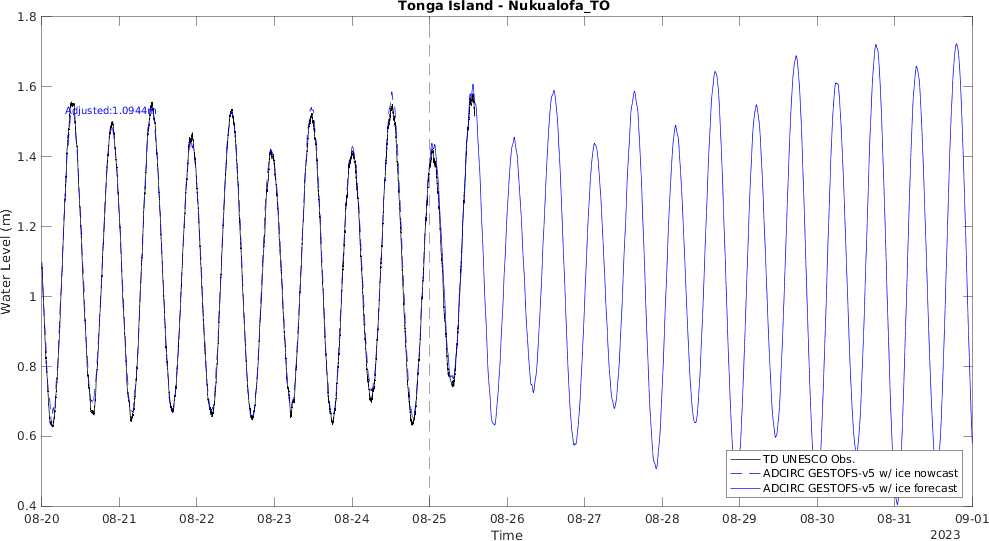 Tonga Island - Nukualofa_TO
Water Level (m)
1.8
1.6
1.4
1.2
1
0.8
0.6
0.4
Adjusted:1.0944m
TD UNESCO Obs.
ADCIRC GESTOFS-v5 w/ ice nowcast
ADCIRC GESTOFS-v5 w/ ice forecast
08-20 08-21 08-22 08-23 08-24 08-25 08-26 08-27 08-28 08-29 08-30 08-31 09-01
Time
2023